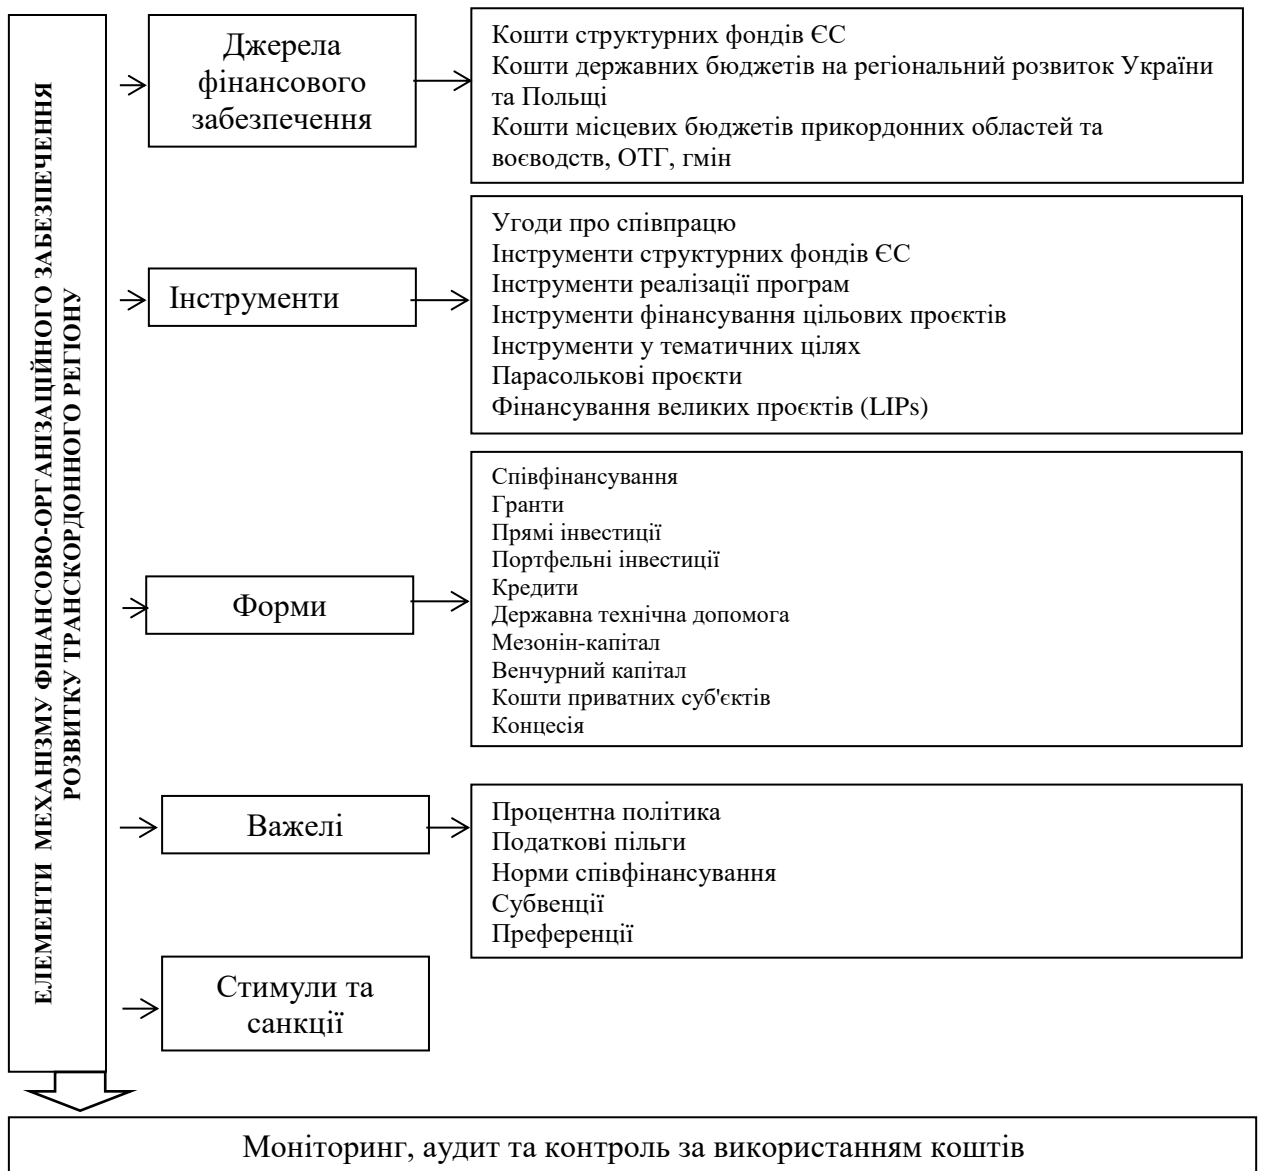 ЕЛЕМЕНТИ МЕХАНІЗМУ ФІНАНСОВО-ОРГАНІЗАЦІЙНОГО ЗАБЕЗПЕЧЕННЯ
РОЗВИТКУ ТРАНСКОРДОННОГО РЕГІОНУ
Джерела
фінансового
забезпечення
Кошти структурних фондів ЄС
Кошти державних бюджетів на регіональний розвиток України
та Польщі
Кошти місцевих бюджетів прикордонних областей та
воєводств, ОТГ, гмін
Інструменти
Угоди про співпрацю
Інструменти структурних фондів ЄС
Інструменти реалізації програм
Інструменти фінансування цільових проєктів
Інструменти у тематичних цілях
Парасолькові проєкти
Фінансування великих проєктів (LIPs)
Форми
Співфінансування
Гранти
Прямі інвестиції
Портфельні інвестиції
Кредити
Державна технічна допомога
Мезонін-капітал
Венчурний капітал
Кошти приватних суб'єктів
Концесія
Важелі
Процентна політика
Податкові пільги
Норми співфінансування
Субвенції
Преференції
Стимули та
санкції
Моніторинг, аудит та контроль за використанням коштів